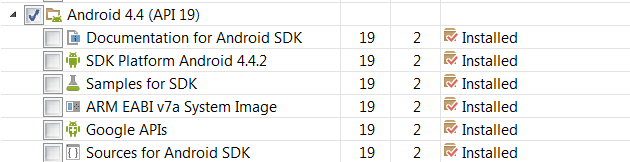 Android 4.4 (API 19)
Documentation for Android SDK 19 2 Installed
SDK Platform Android 4.4.2 19 2 Installed
Samples for SDK 19 2 Installed
ARM EABI v7a System Image 19 2 Installed
Google APIs 19 2 Installed
Sources for Android SDK 19 2 Installed